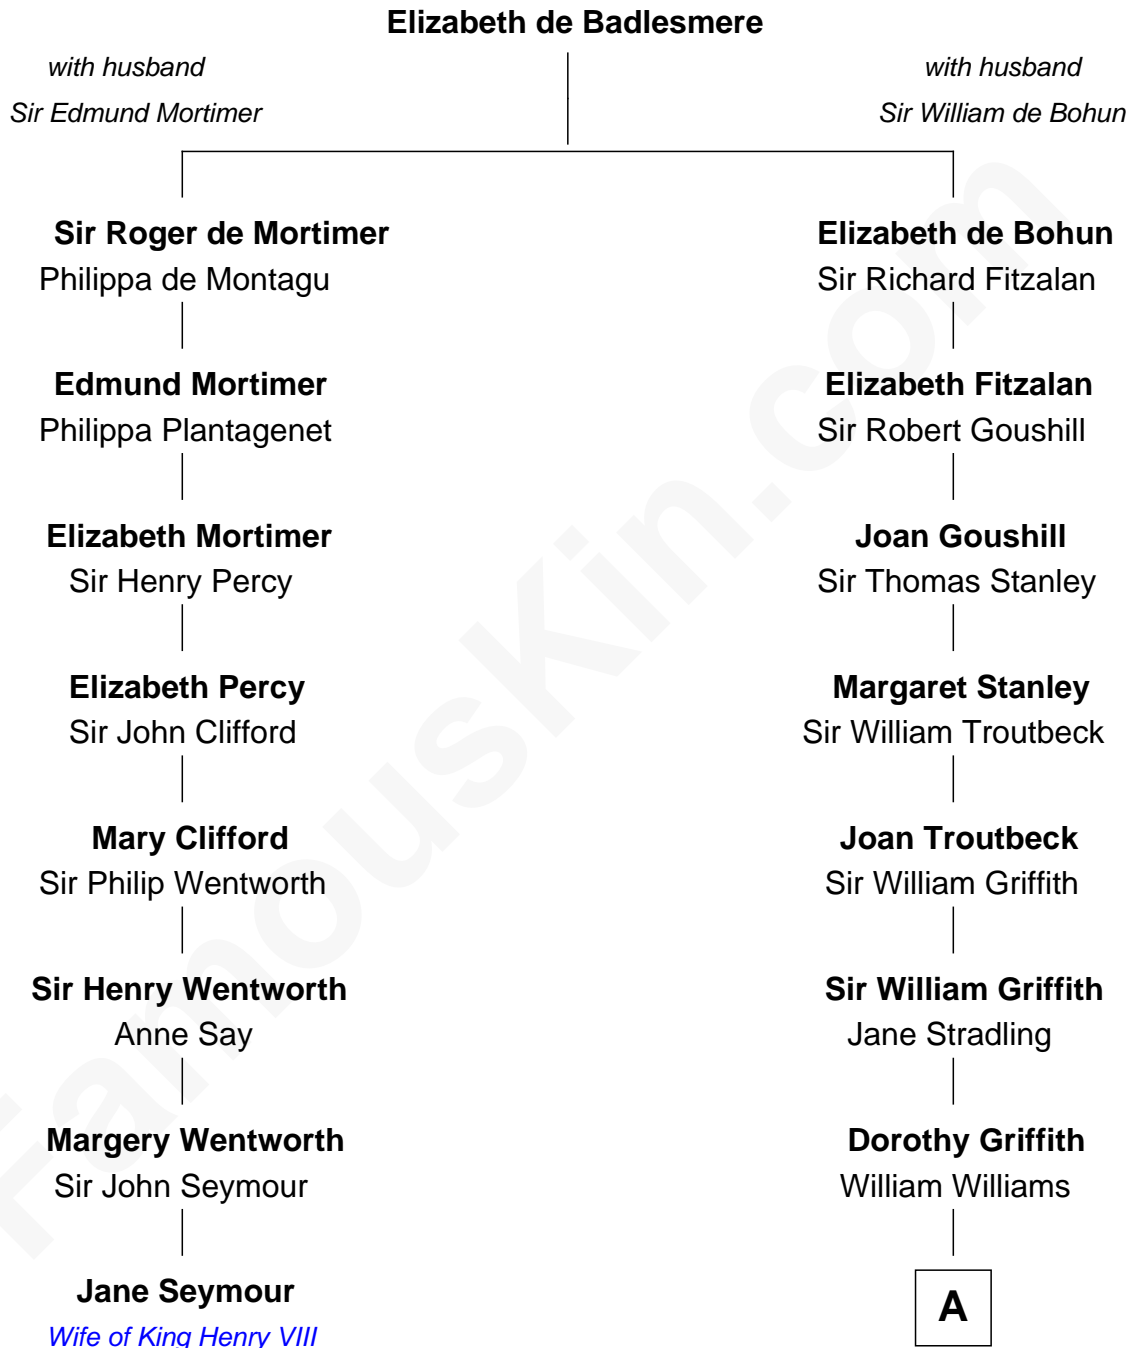 Elizabeth de Badlesmere
with husband
Sir Edmund Mortimer
with husband
Sir William de Bohun
Sir Roger de Mortimer
Philippa de Montagu
Elizabeth de Bohun
Sir Richard Fitzalan
Edmund Mortimer
Philippa Plantagenet
Elizabeth Fitzalan
Sir Robert Goushill
Elizabeth Mortimer
Sir Henry Percy
Joan Goushill
Sir Thomas Stanley
Elizabeth Percy
Sir John Clifford
Margaret Stanley
Sir William Troutbeck
Mary Clifford
Sir Philip Wentworth
Joan Troutbeck
Sir William Griffith
Sir Henry Wentworth
Anne Say
Sir William Griffith
Jane Stradling
Margery Wentworth
Sir John Seymour
Dorothy Griffith
William Williams
Jane Seymour
Wife of King Henry VIII
A
FamousKin.com